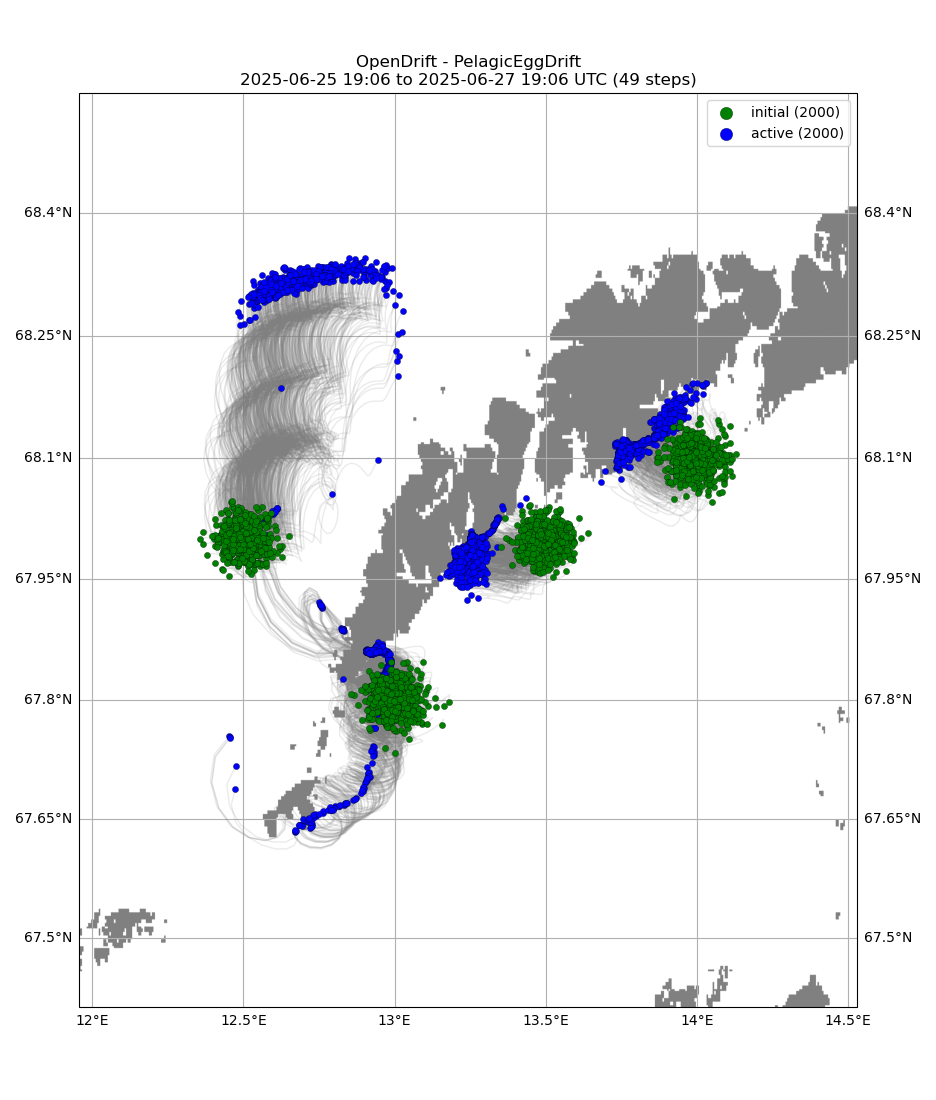 OpenDrift - PelagicEggDrift
2025-06-25 19:06 to 2025-06-27 19:06 UTC (49 steps)
initial (2000)
active (2000)
68.4°N
68.4°N
68.25°N
68.25°N
68.1°N
68.1°N
67.95°N
67.95°N
67.8°N
67.8°N
67.65°N
67.65°N
67.5°N
67.5°N
12°E
12.5°E
13°E
13.5°E
14°E
14.5°E